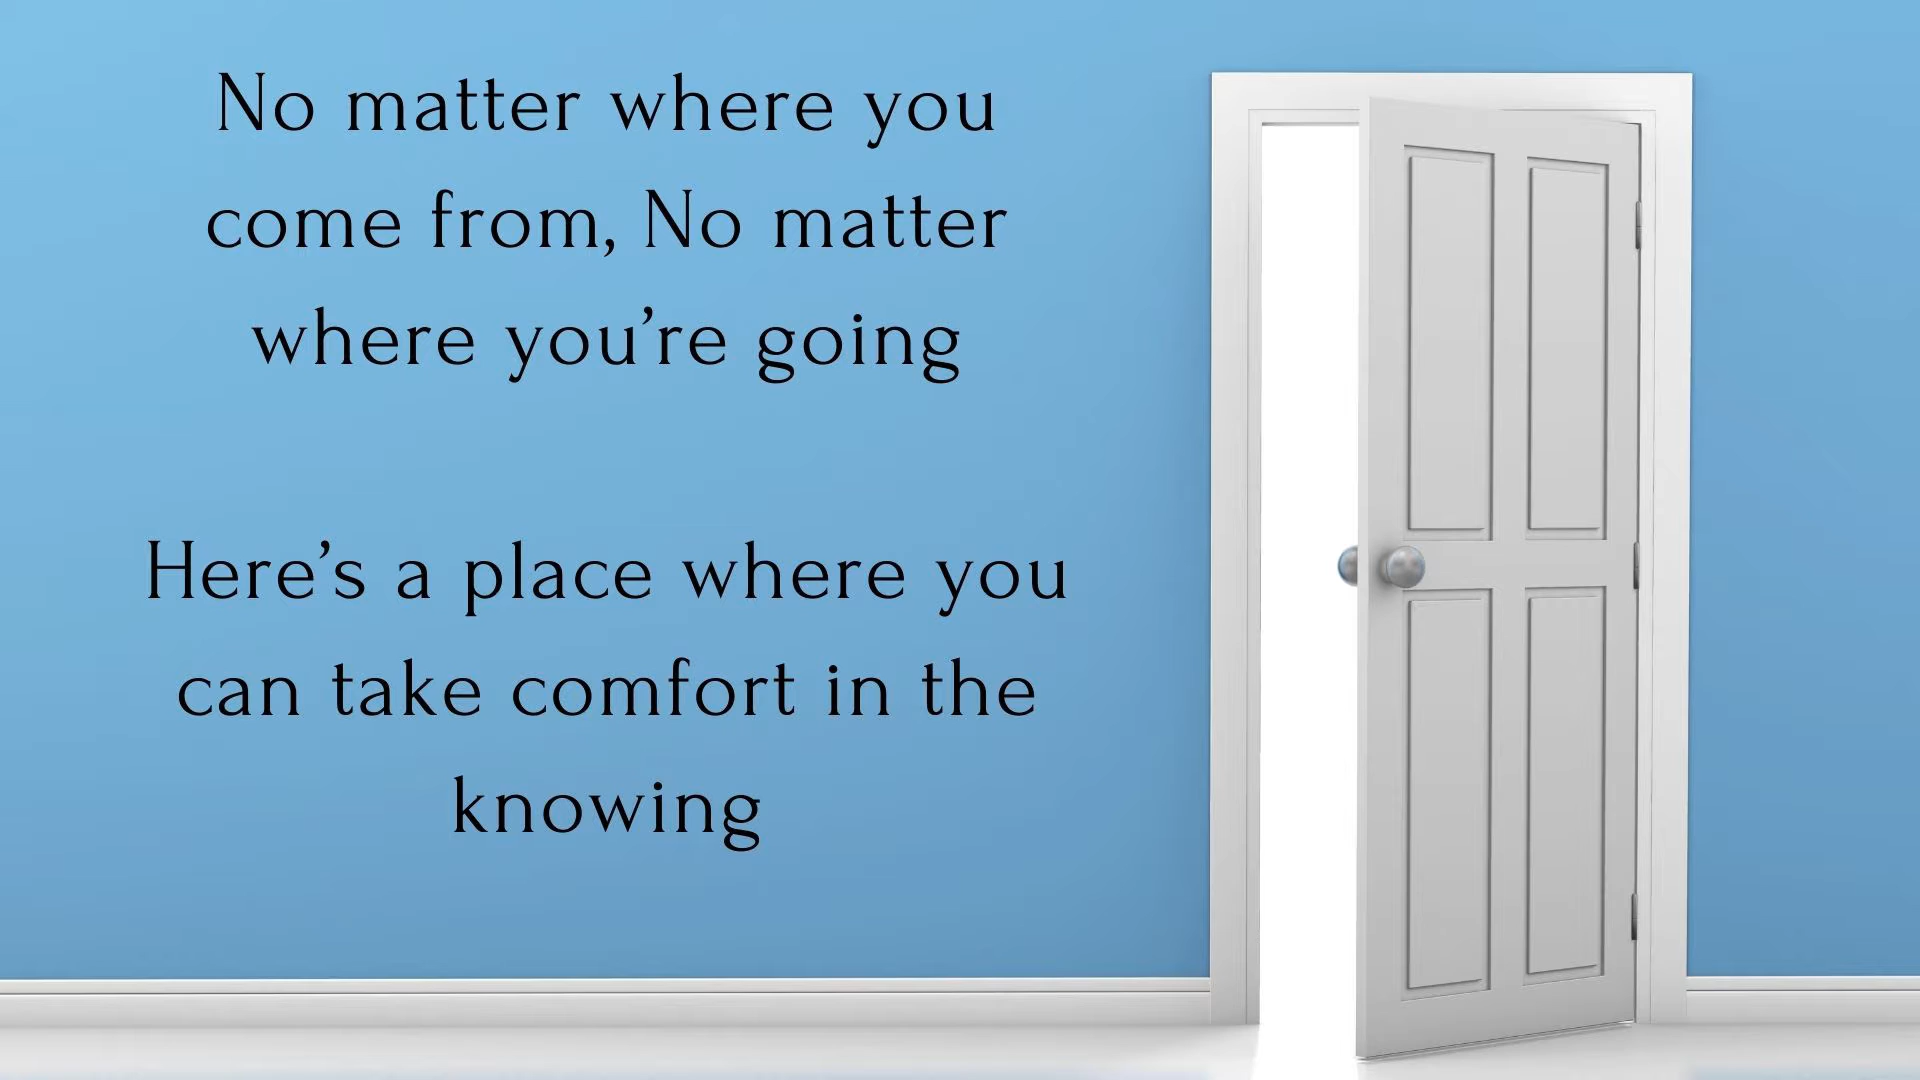 No matter where you
come from, No matter
where you’re going
Here’s a place where you
can take comfort in the
knowing